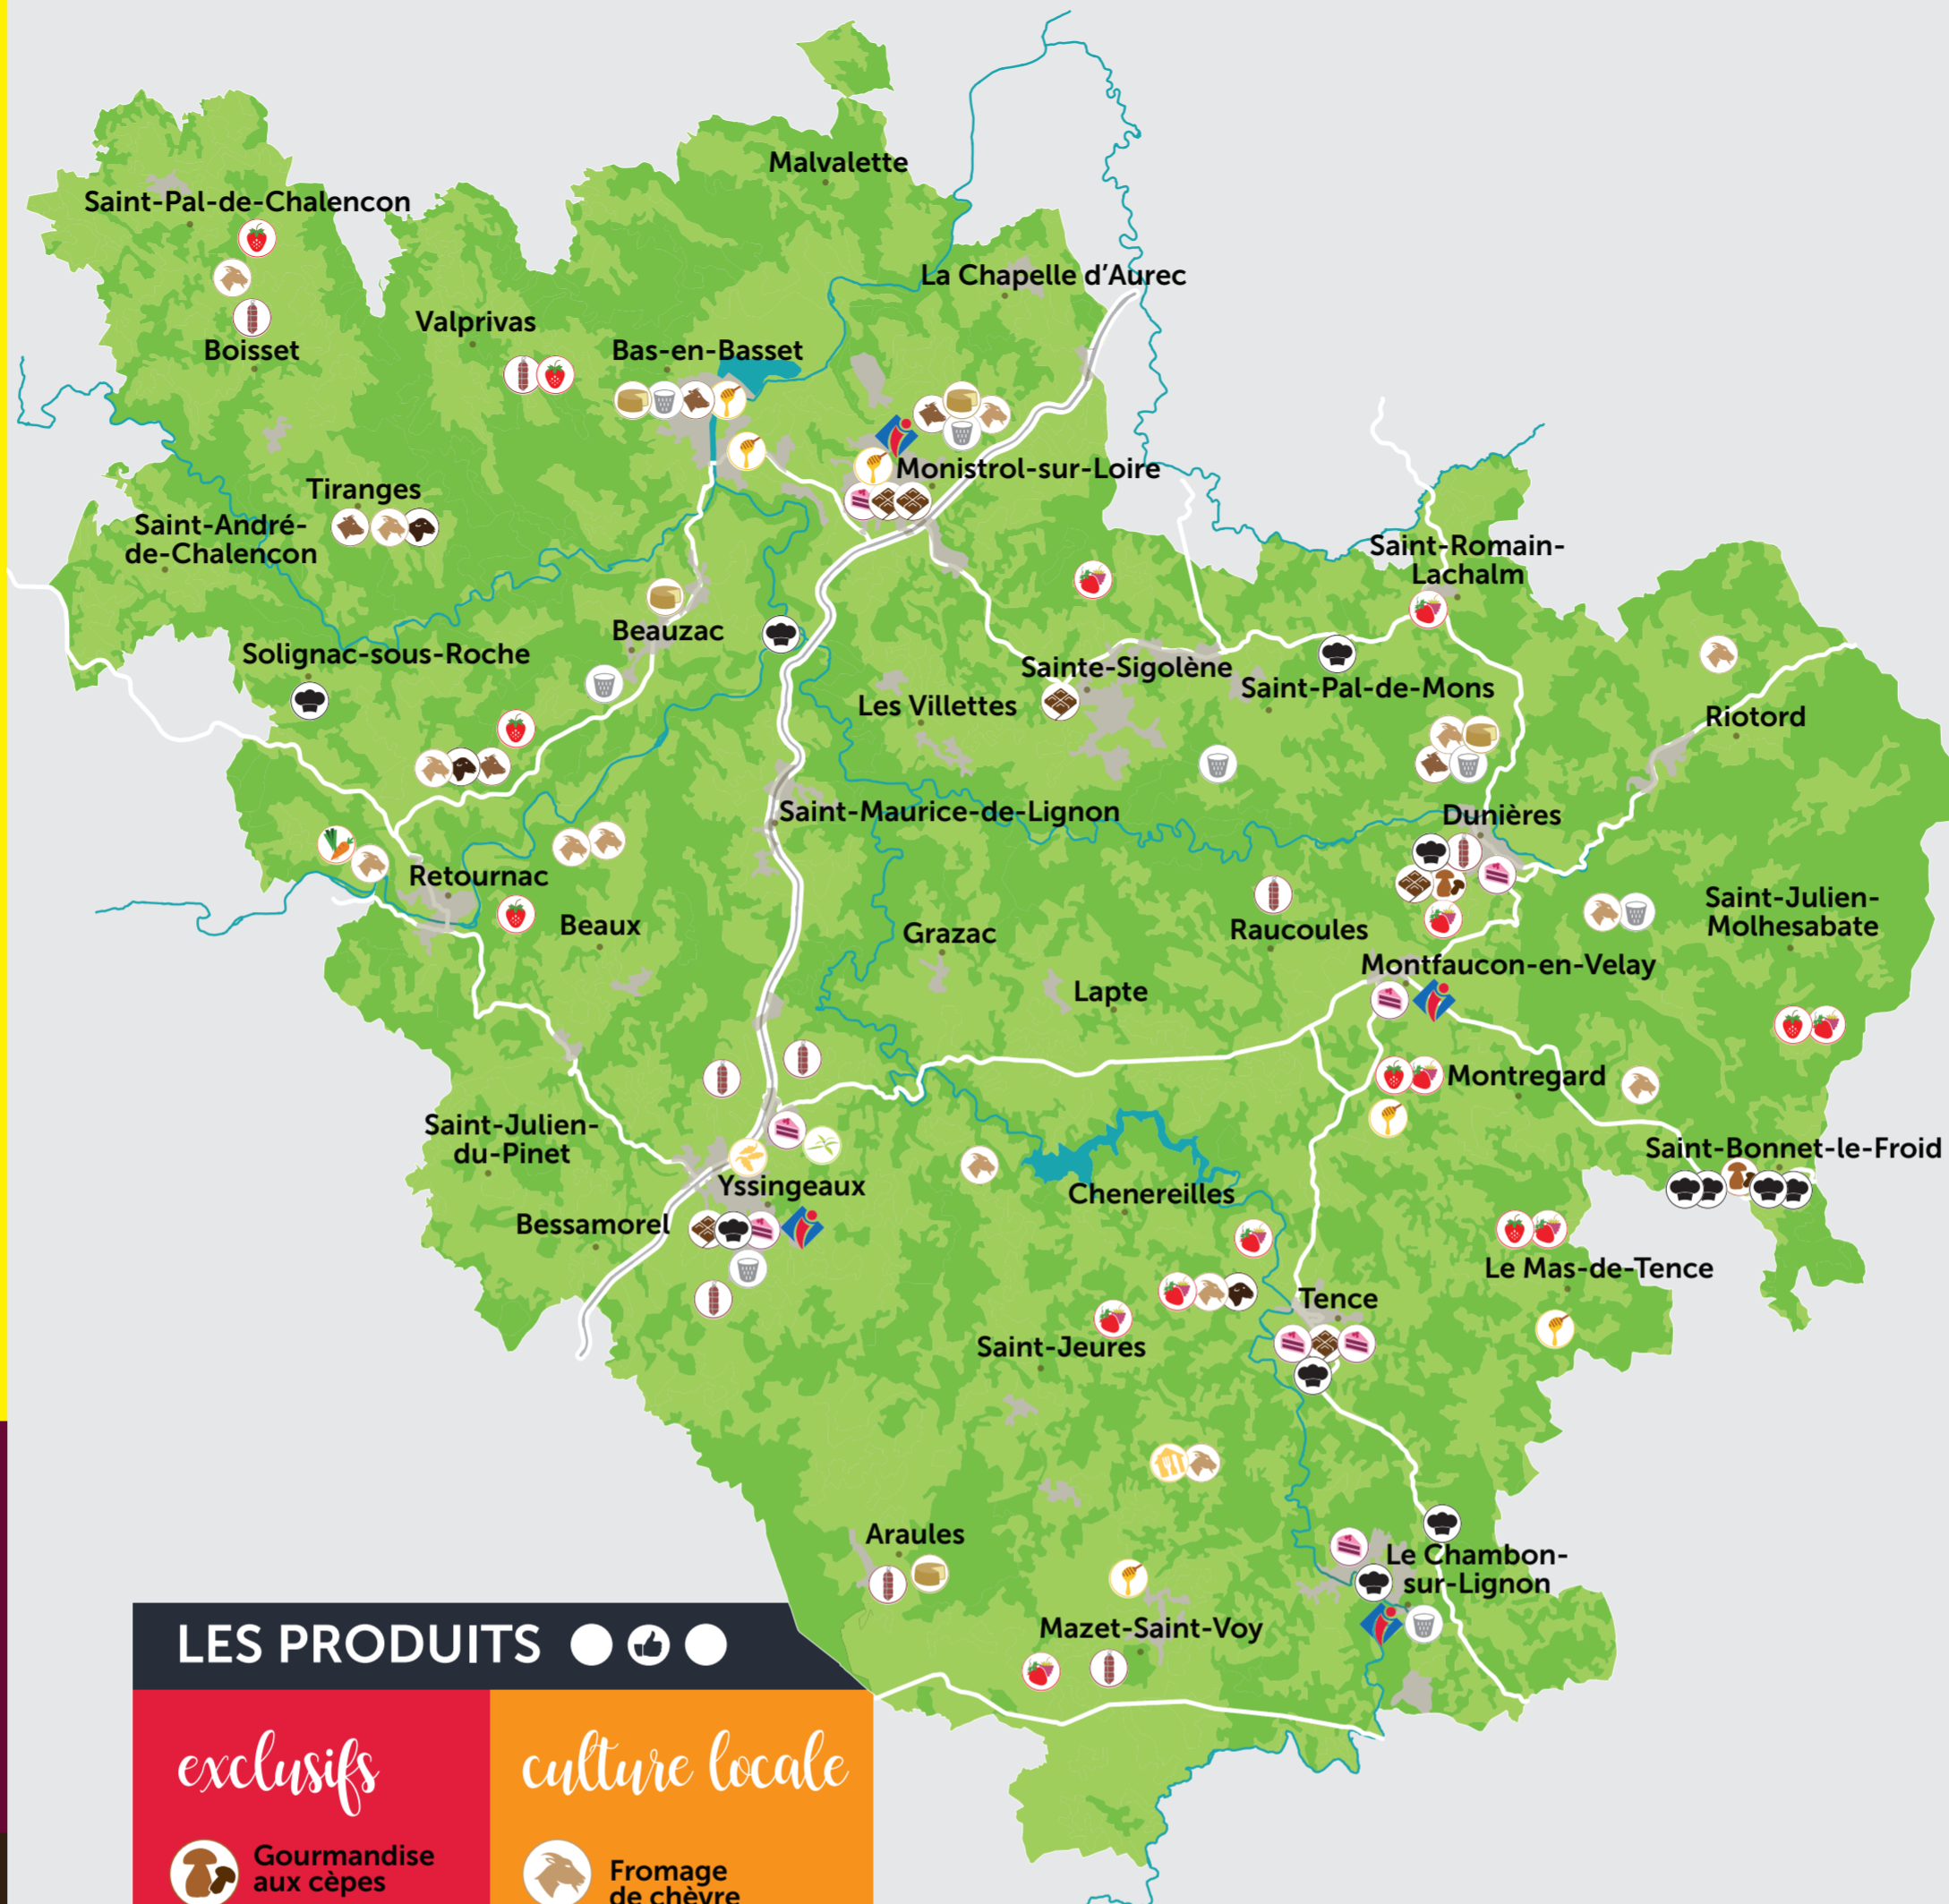 Malvalette
Saint-Pal-de-Chalencon
La Chapelle d'Aurec
Valprivas
Boisset
Bas-en-Basset
Monistrol-sur-Loire
Tiranges
Saint-André-
de-Chalencon
Saint-Romain-
Lachalm
Beauzac
Solignac-sous-Roche
Sainte-Sigolène
Saint-Pal-de-Mons
Les Villettes
Riotord
Saint-Maurice-de-Lignon
Dunières
Retournac
Saint-Julien-
Molhesabate
Beaux
Grazac
Raucoules
Montfaucon-en-Velay
Lapte
Montregard
Saint-Julien-
du-Pinet
Saint-Bonnet-le-Froid
Yssingeaux
Chenereilles
Bessamorel
Le Mas-de-Tence
Tence
Saint-Jeures
Araules
Le Chambon-
sur-Lignon
Mazet-Saint-Voy
LES PRODUITS
exclusifs
culture locale
Gourmandise
aux cèpes
Fromage
de chèvre